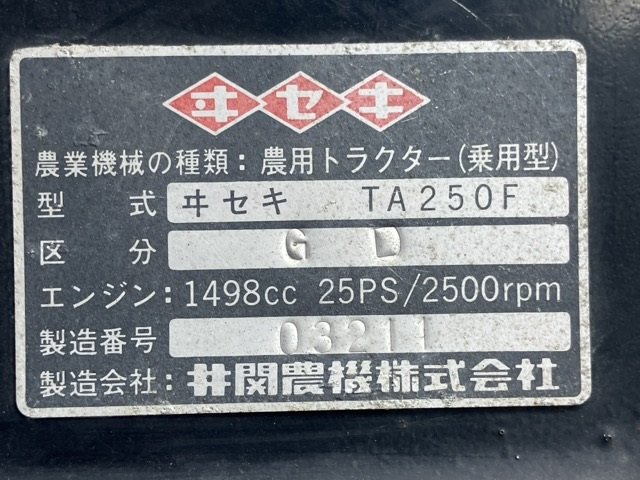 ヰセキ
農業機械の種類：農用トラクター(乗用型)
型式 ヰセキ TA250F
区分 GD
エンジン：1498cc 25PS/2500rpm
製造番号 03211
製造会社：井関農機株式会社